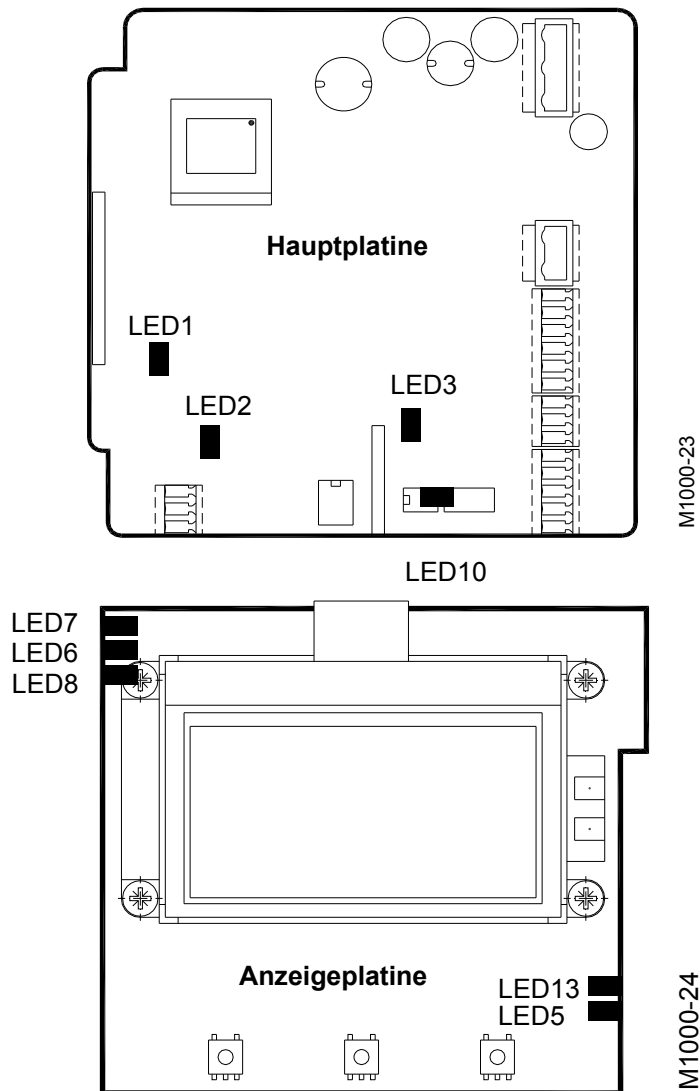 Hauptplatine
LED1
LED2
LED3
M1000-23
LED10
LED7
LED6
LED8
Anzeigeplatine
LED13
LED5
M1000-24